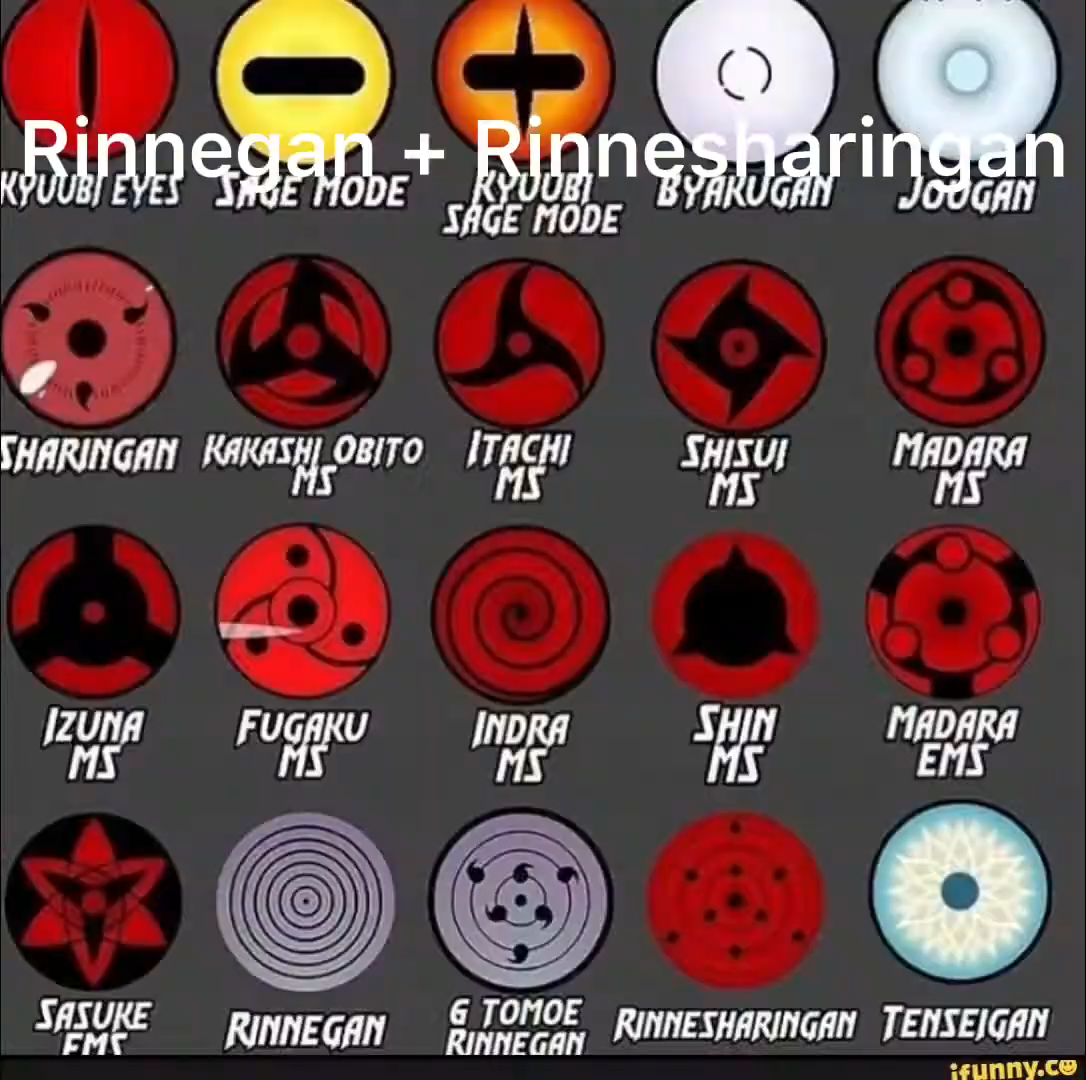 Rinnegan + Rinnesharingan
KYUUBI EYES
SAGE MODE
KYUUBI
SAGE MODE
BYAKUGAN
JOUGAN
SHARINGAN
KAKASHI OBITO
MS
ITACHI
MS
SHISUI
MS
MADARA
MS
IZUNA
MS
FUGAKU
MS
INDRA
MS
SHIN
MS
MADARA
EMS
SASUKE
EMS
RINNEGAN
6 TOMOE
RINNEGAN
RINNESHARINGAN
TENSEIGAN
ifunny.co